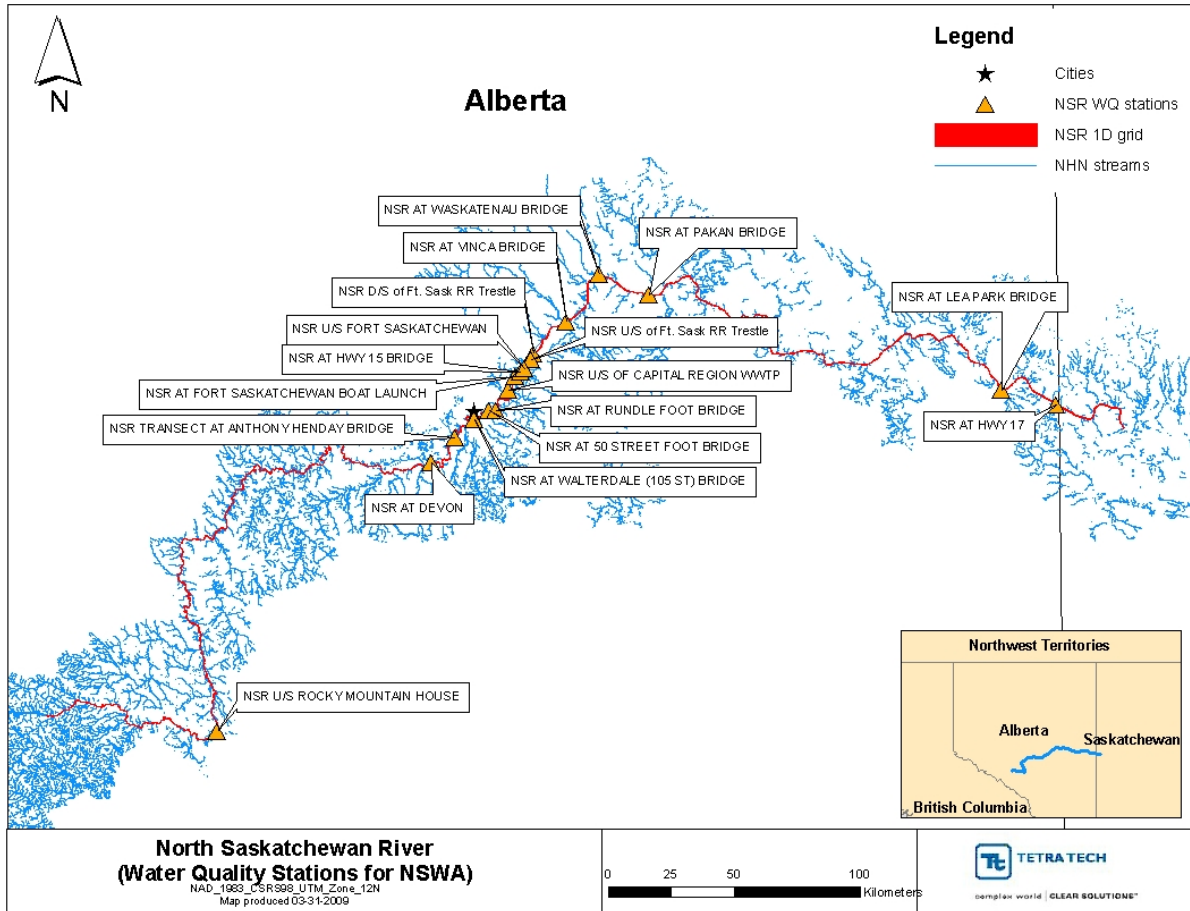 N
Alberta
Legend
Cities
NSR WQ stations
NSR 1D grid
NHN streams
NSR AT WASKATENAU BRIDGE
NSR AT PAKAN BRIDGE
NSR AT VINCA BRIDGE
NSR D/S of Ft. Sask RR Trestle
NSR AT LEA PARK BRIDGE
NSR U/S FORT SASKATCHEWAN
NSR U/S of Ft. Sask RR Trestle
NSR AT HWY 15 BRIDGE
NSR U/S OF CAPITAL REGION WWTP
NSR AT FORT SASKATCHEWAN BOAT LAUNCH
NSR AT RUNDLE FOOT BRIDGE
NSR TRANSECT AT ANTHONY HENDAY BRIDGE
NSR AT HWY 17
NSR AT 50 STREET FOOT BRIDGE
NSR AT WALTERDALE (105 ST) BRIDGE
NSR AT DEVON
NSR U/S ROCKY MOUNTAIN HOUSE
Northwest Territories
Alberta
Saskatchewan
British Columbia
North Saskatchewan River
(Water Quality Stations for NSWA)
NAD_1983_CSRS98_UTM_Zone_12N
Map produced 03-31-2009
0 25 50 100
Kilometers
Tt TETRA TECH
complex world | CLEAR SOLUTIONS™